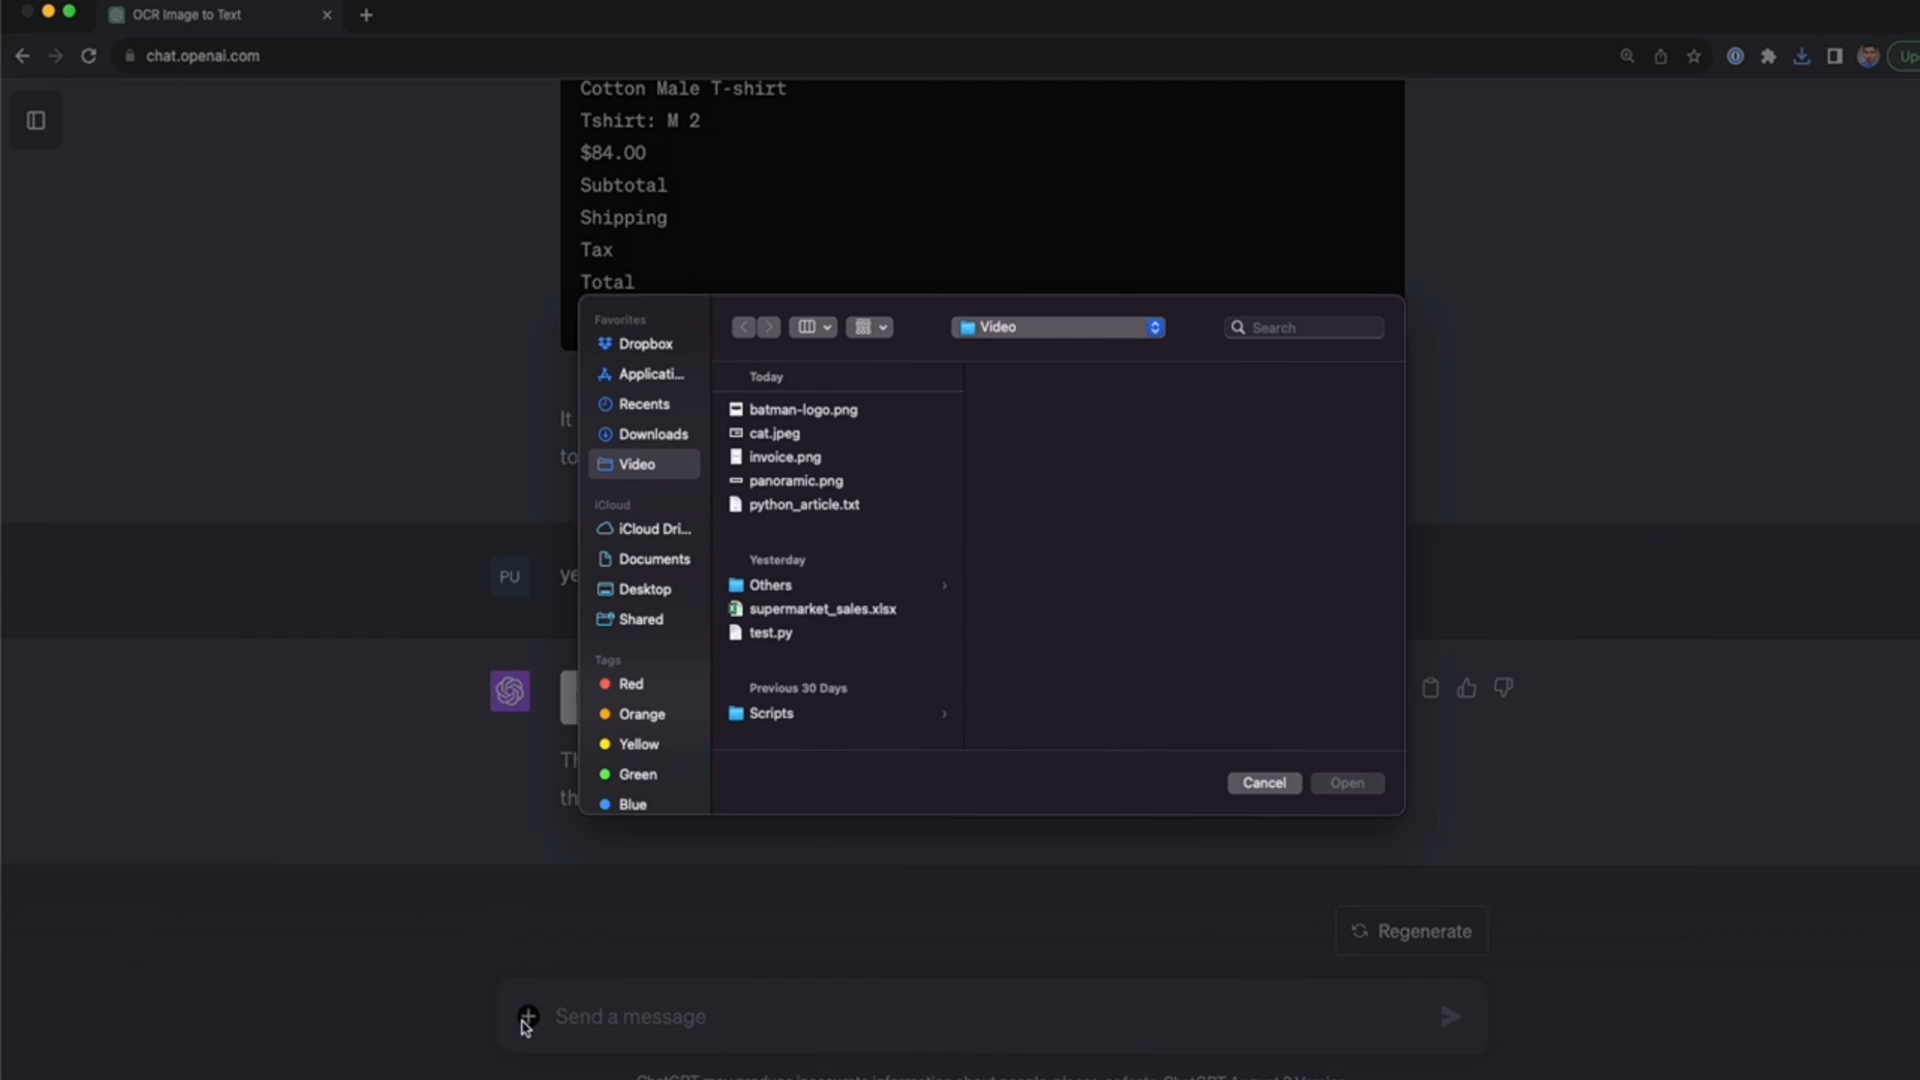 OCR Image to Text
chat.openai.com
Cotton Male T-shirt
Tshirt: M 2
$84.00
Subtotal
Shipping
Tax
Total
Favorites
Dropbox
Applicati...
Recents
Downloads
Video
iCloud
iCloud Dri...
Documents
Desktop
Shared
Tags
Red
Orange
Yellow
Green
Blue
Video
Search
Today
batman-logo.png
cat.jpeg
invoice.png
panoramic.png
python_article.txt
Yesterday
Others
supermarket_sales.xlsx
test.py
Previous 30 Days
Scripts
Cancel
Open
It
to
PU
ye
Th
th
Regenerate
Send a message